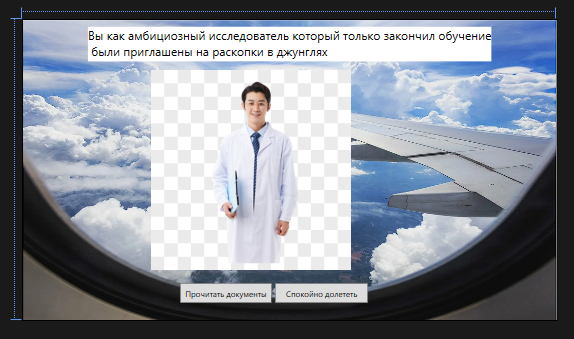 Вы как амбициозный исследователь который только закончил обучение
были приглашены на раскопки в джунглях
Прочитать документы
Спокойно долететь